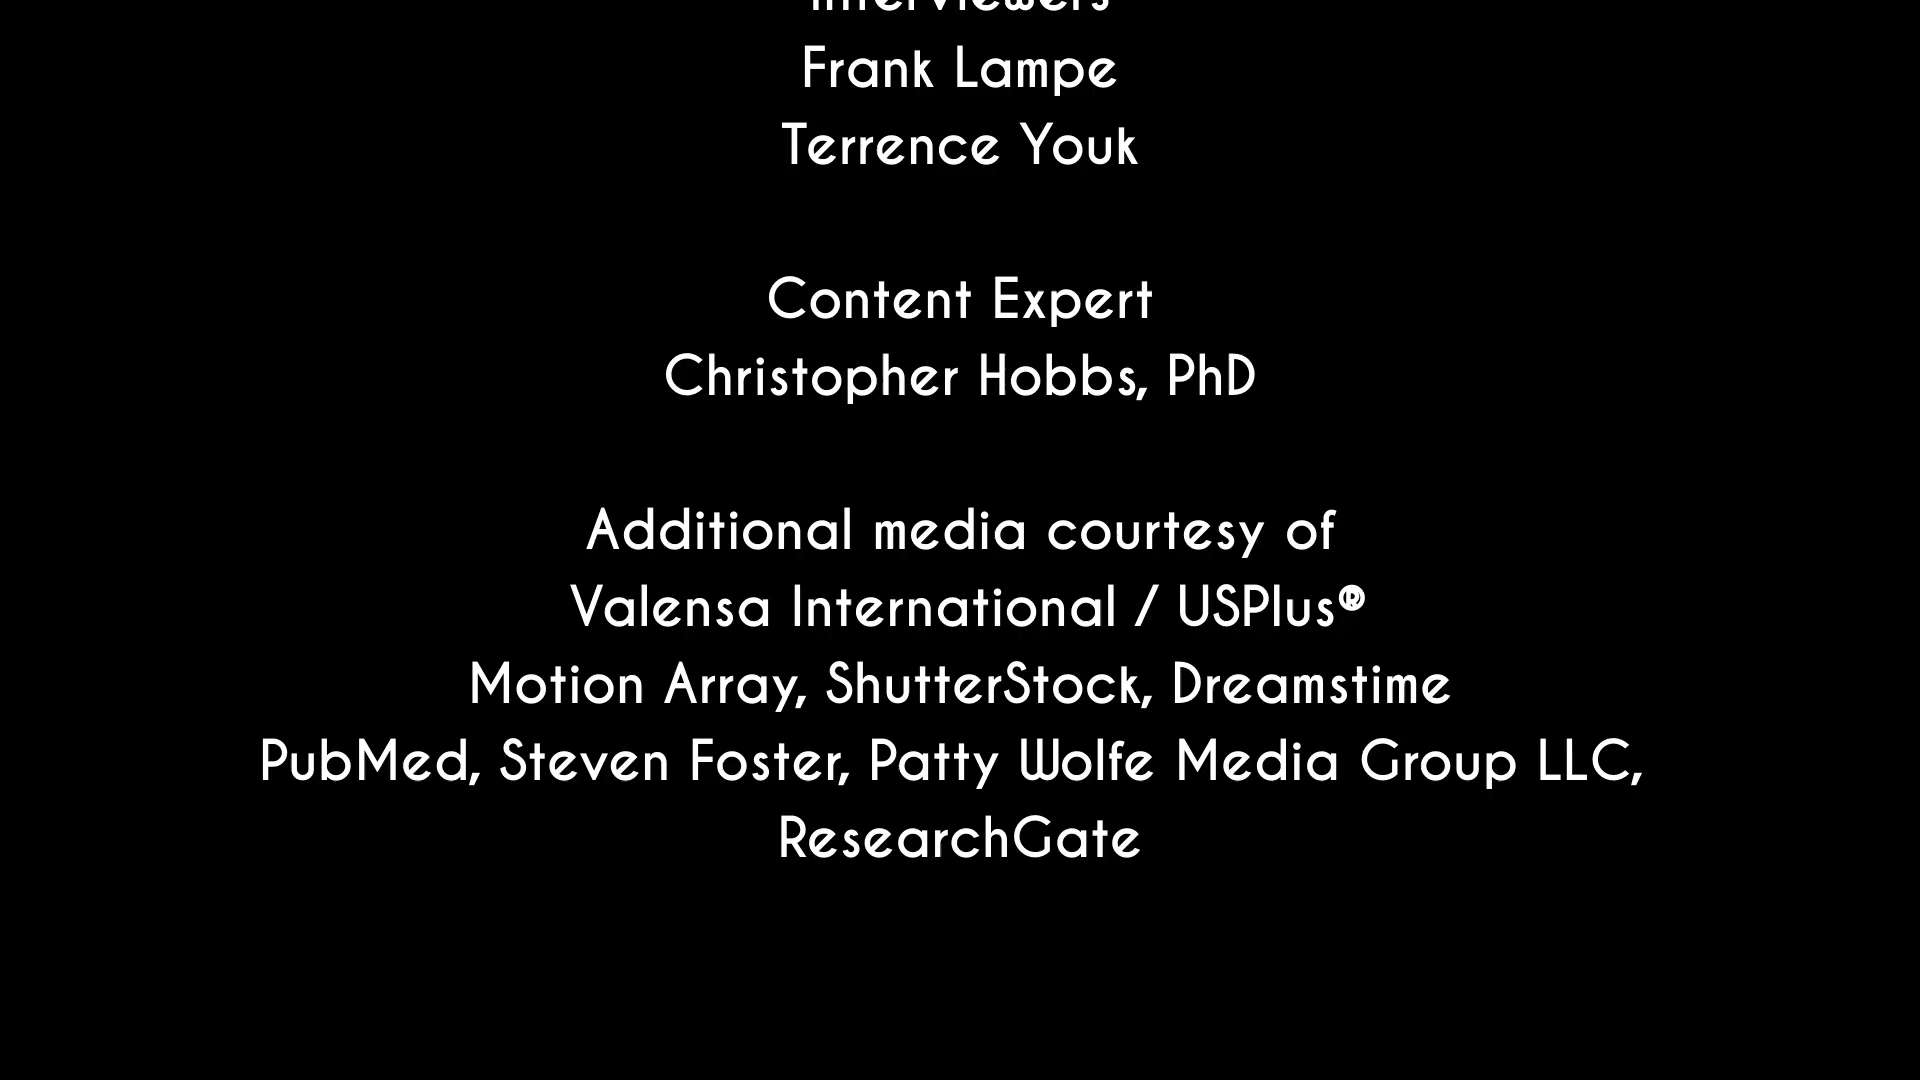 Interviewers
Frank Lampe
Terrence Youk
Content Expert
Christopher Hobbs, PhD
Additional media courtesy of
Valensa International / USPlus®
Motion Array, ShutterStock, Dreamstime
PubMed, Steven Foster, Patty Wolfe Media Group LLC,
ResearchGate